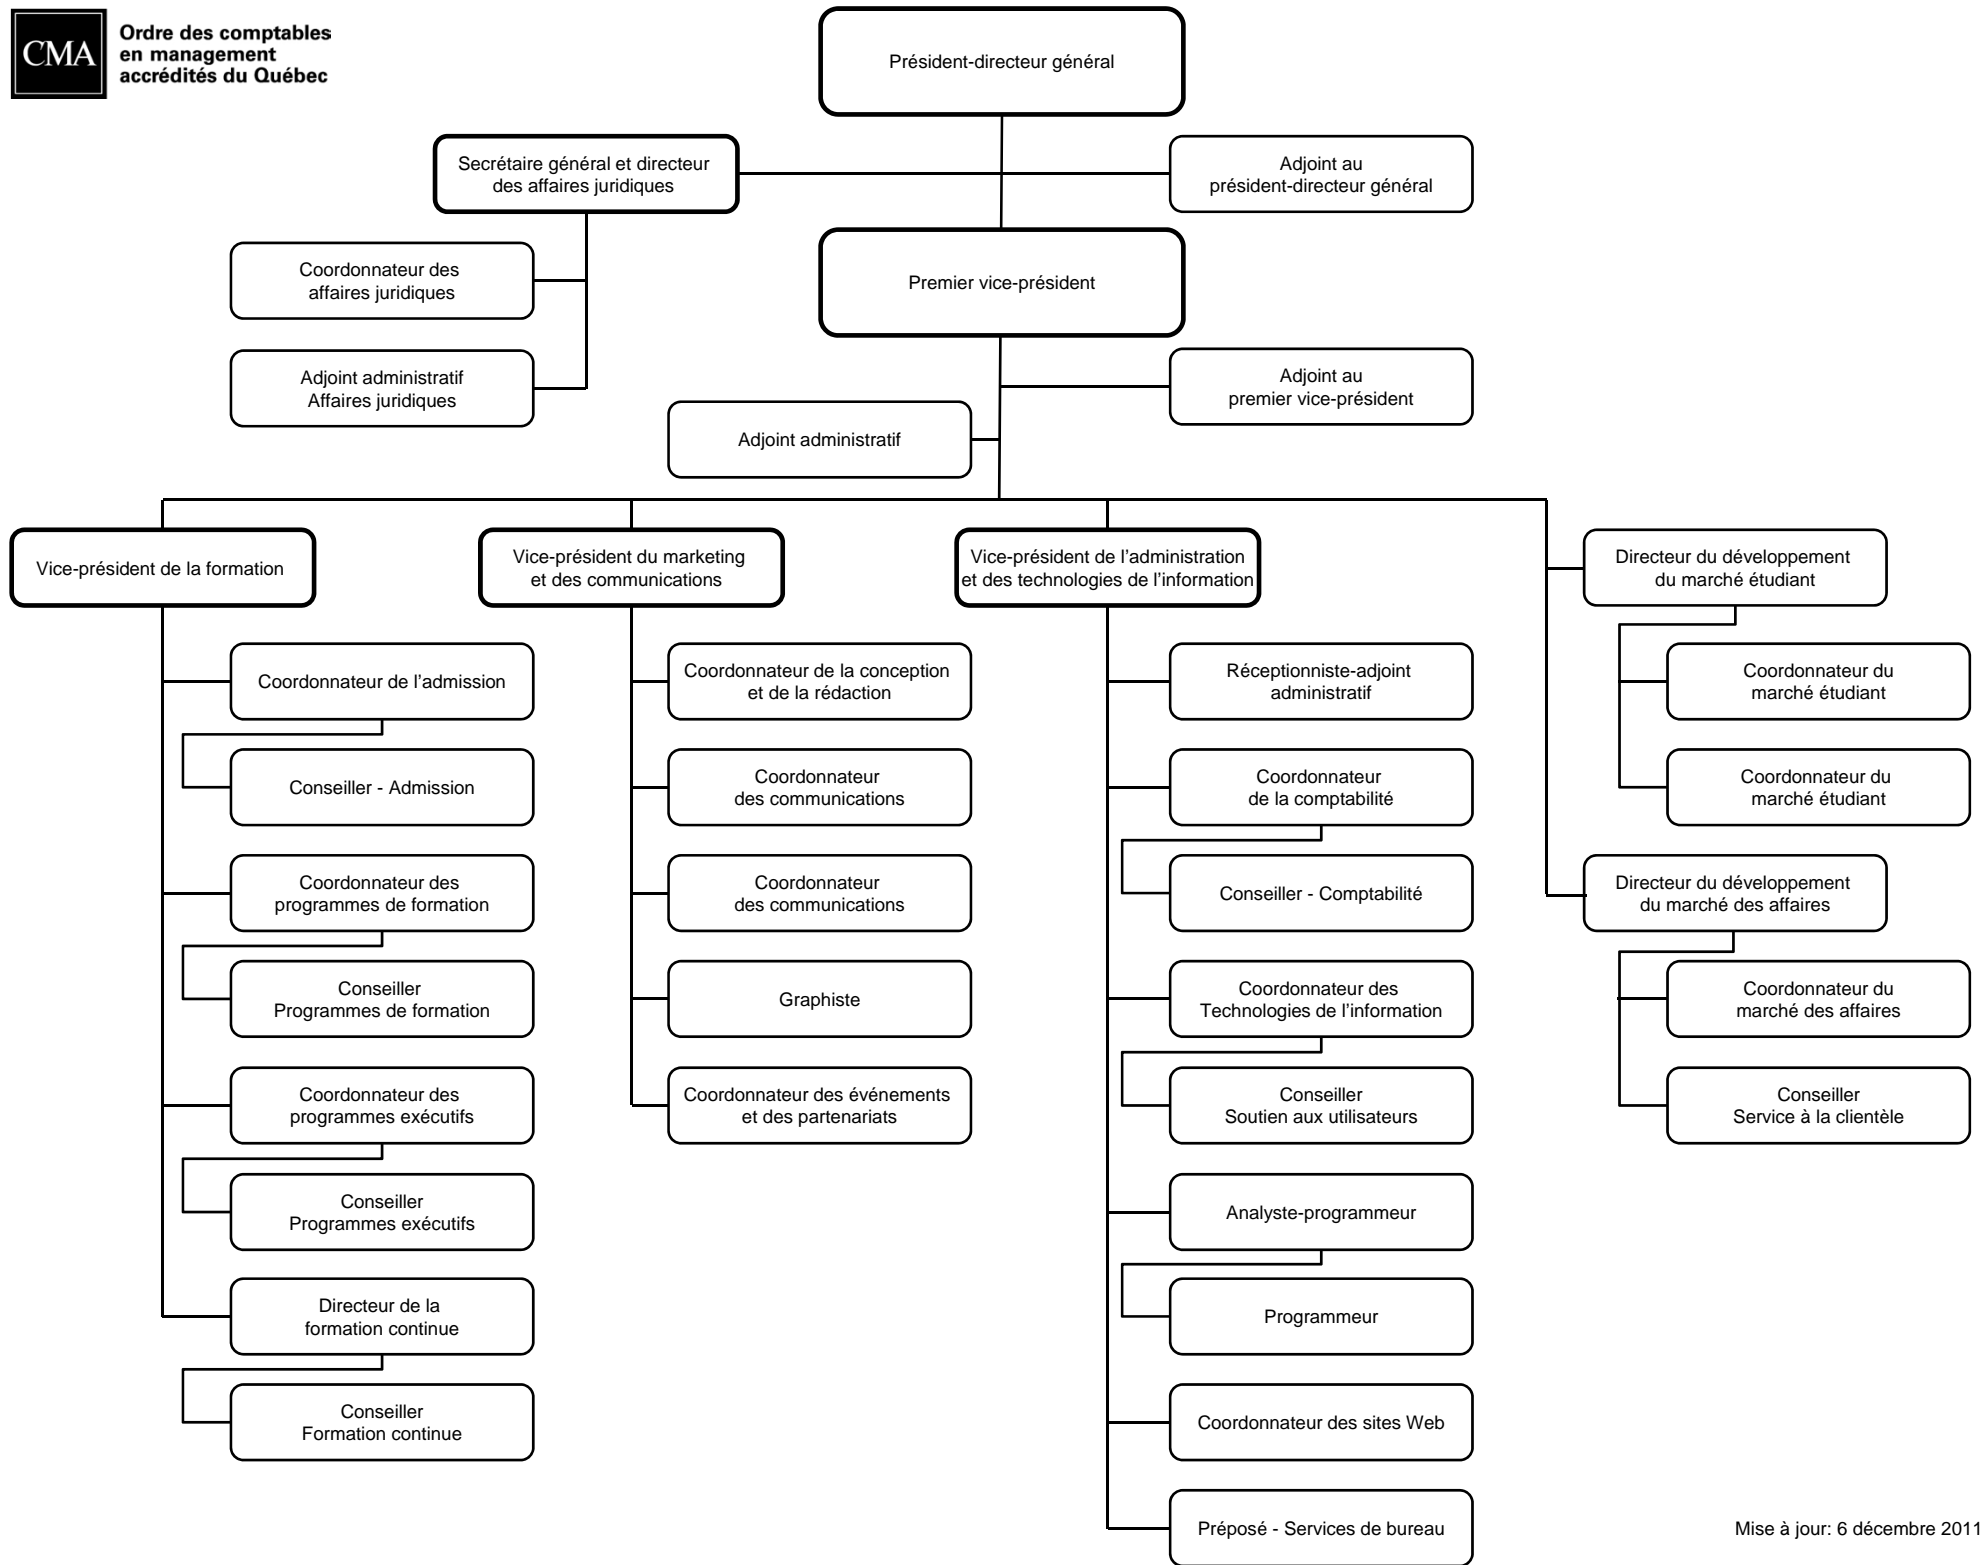 CMA
Ordre des comptables
en management
accrédités du Québec
Président-directeur général
Secrétaire général et directeur
des affaires juridiques
Adjoint au
président-directeur général
Coordonnateur des
affaires juridiques
Premier vice-président
Adjoint administratif
Affaires juridiques
Adjoint au
premier vice-président
Adjoint administratif
Vice-président de la formation
Coordonnateur de l’admission
Conseiller - Admission
Coordonnateur des
programmes de formation
Conseiller
Programmes de formation
Coordonnateur des
programmes exécutifs
Conseiller
Programmes exécutifs
Directeur de la
formation continue
Conseiller
Formation continue
Vice-président du marketing
et des communications
Coordonnateur de la conception
et de la rédaction
Coordonnateur
des communications
Coordonnateur
des communications
Graphiste
Coordonnateur des événements
et des partenariats
Vice-président de l’administration
et des technologies de l’information
Réceptionniste-adjoint
administratif
Coordonnateur
de la comptabilité
Conseiller - Comptabilité
Coordonnateur des
Technologies de l’information
Conseiller
Soutien aux utilisateurs
Analyste-programmeur
Programmeur
Coordonnateur des sites Web
Préposé - Services de bureau
Directeur du développement
du marché étudiant
Coordonnateur du
marché étudiant
Coordonnateur du
marché étudiant
Directeur du développement
du marché des affaires
Coordonnateur du
marché des affaires
Conseiller
Service à la clientèle
Mise à jour: 6 décembre 2011